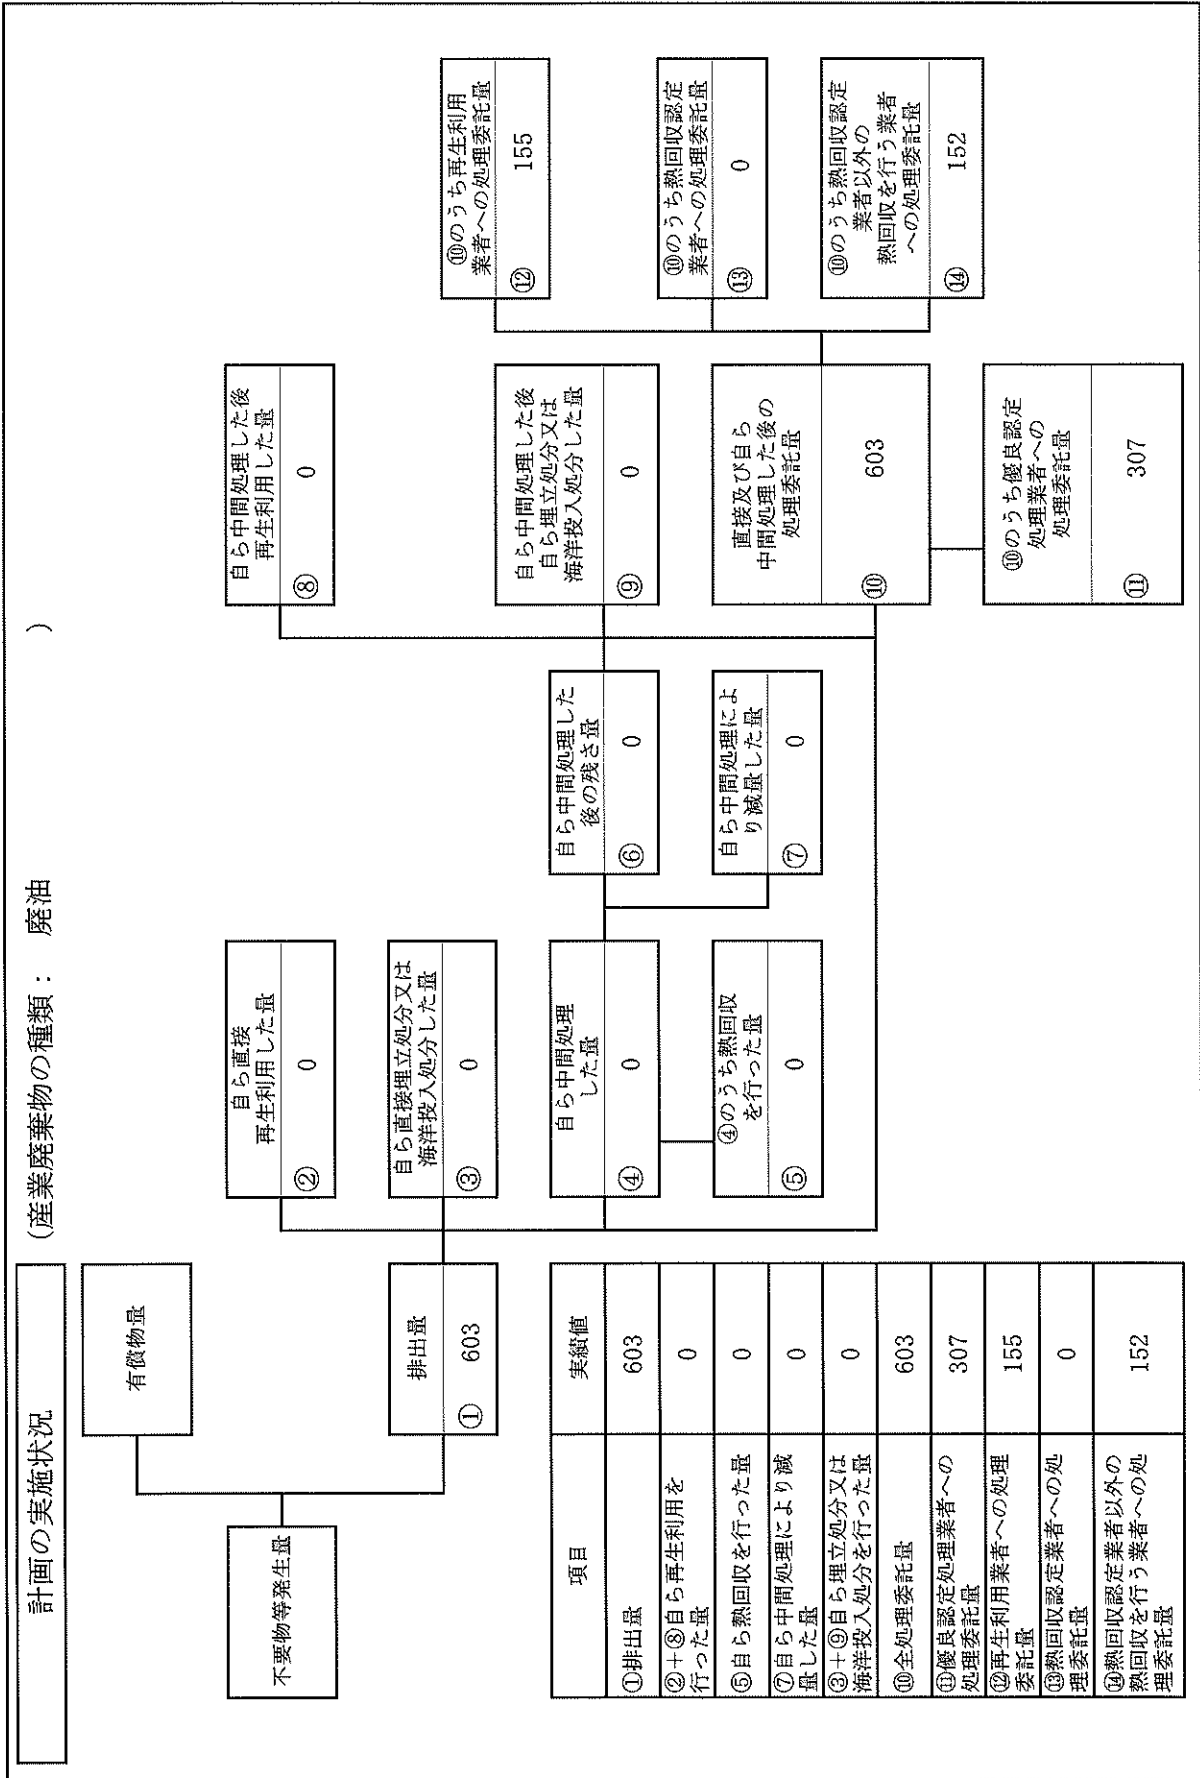 計画の実施状況
（産業廃棄物の種類： 廃油 ）
不要物等発生量
有償物量
排出量
① 603
自ら直接
再生利用した量
② 0
自ら直接埋立処分又は
海洋投入処分した量
③ 0
自ら中間処理
した量
④ 0
④のうち熱回収
を行った量
⑤ 0
自ら中間処理した
後の残さ量
⑥ 0
自ら中間処理によ
り減量した量
⑦ 0
自ら中間処理した後
再生利用した量
⑧ 0
自ら中間処理した後
自ら埋立処分又は
海洋投入処分した量
⑨ 0
直接及び自ら
中間処理した後の
処理委託量
⑩ 603
⑩のうち優良認定
処理業者への
処理委託量
⑪ 307
⑩のうち再生利用
業者への処理委託量
⑫ 155
⑩のうち熱回収認定
業者への処理委託量
⑬ 0
⑩のうち熱回収認定
業者以外の
熱回収を行う業者
への処理委託量
⑭ 152
項目 実績値
①排出量 603
②＋⑧自ら再生利用を
行った量 0
⑤自ら熱回収を行った量 0
⑦自ら中間処理により減
量した量 0
③＋⑨自ら埋立処分又は
海洋投入処分を行った量 0
⑩全処理委託量 603
⑪優良認定処理業者への
処理委託量 307
⑫再生利用業者への処理
委託量 155
⑬熱回収認定業者への処
理委託量 0
⑭熱回収認定業者以外の
熱回収を行う業者への処
理委託量 152